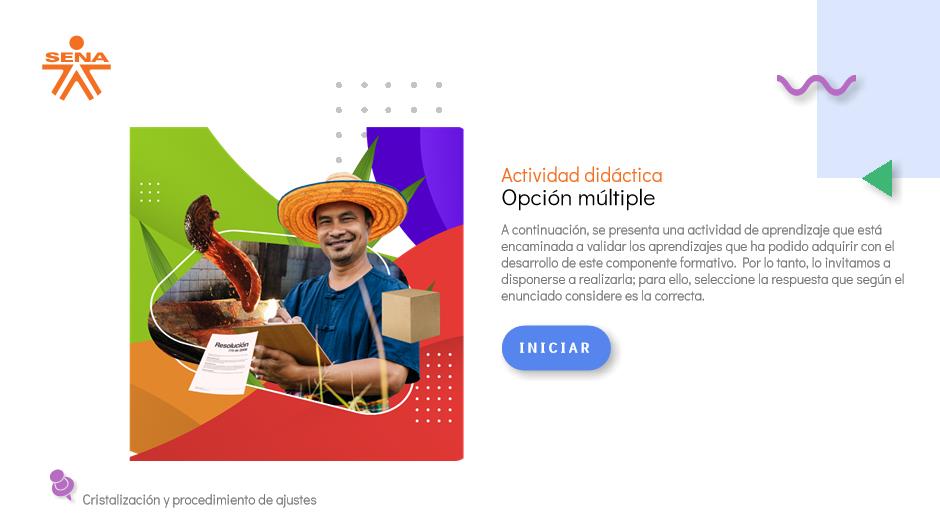 SENA
Actividad didáctica
Opción múltiple
A continuación, se presenta una actividad de aprendizaje que está
encaminada a validar los aprendizajes que ha podido adquirir con el
desarrollo de este componente formativo. Por lo tanto, lo invitamos a
disponerse a realizarla; para ello, seleccione la respuesta que según el
enunciado considere es la correcta.
INICIAR
Resolución
Cristalización y procedimiento de ajustes